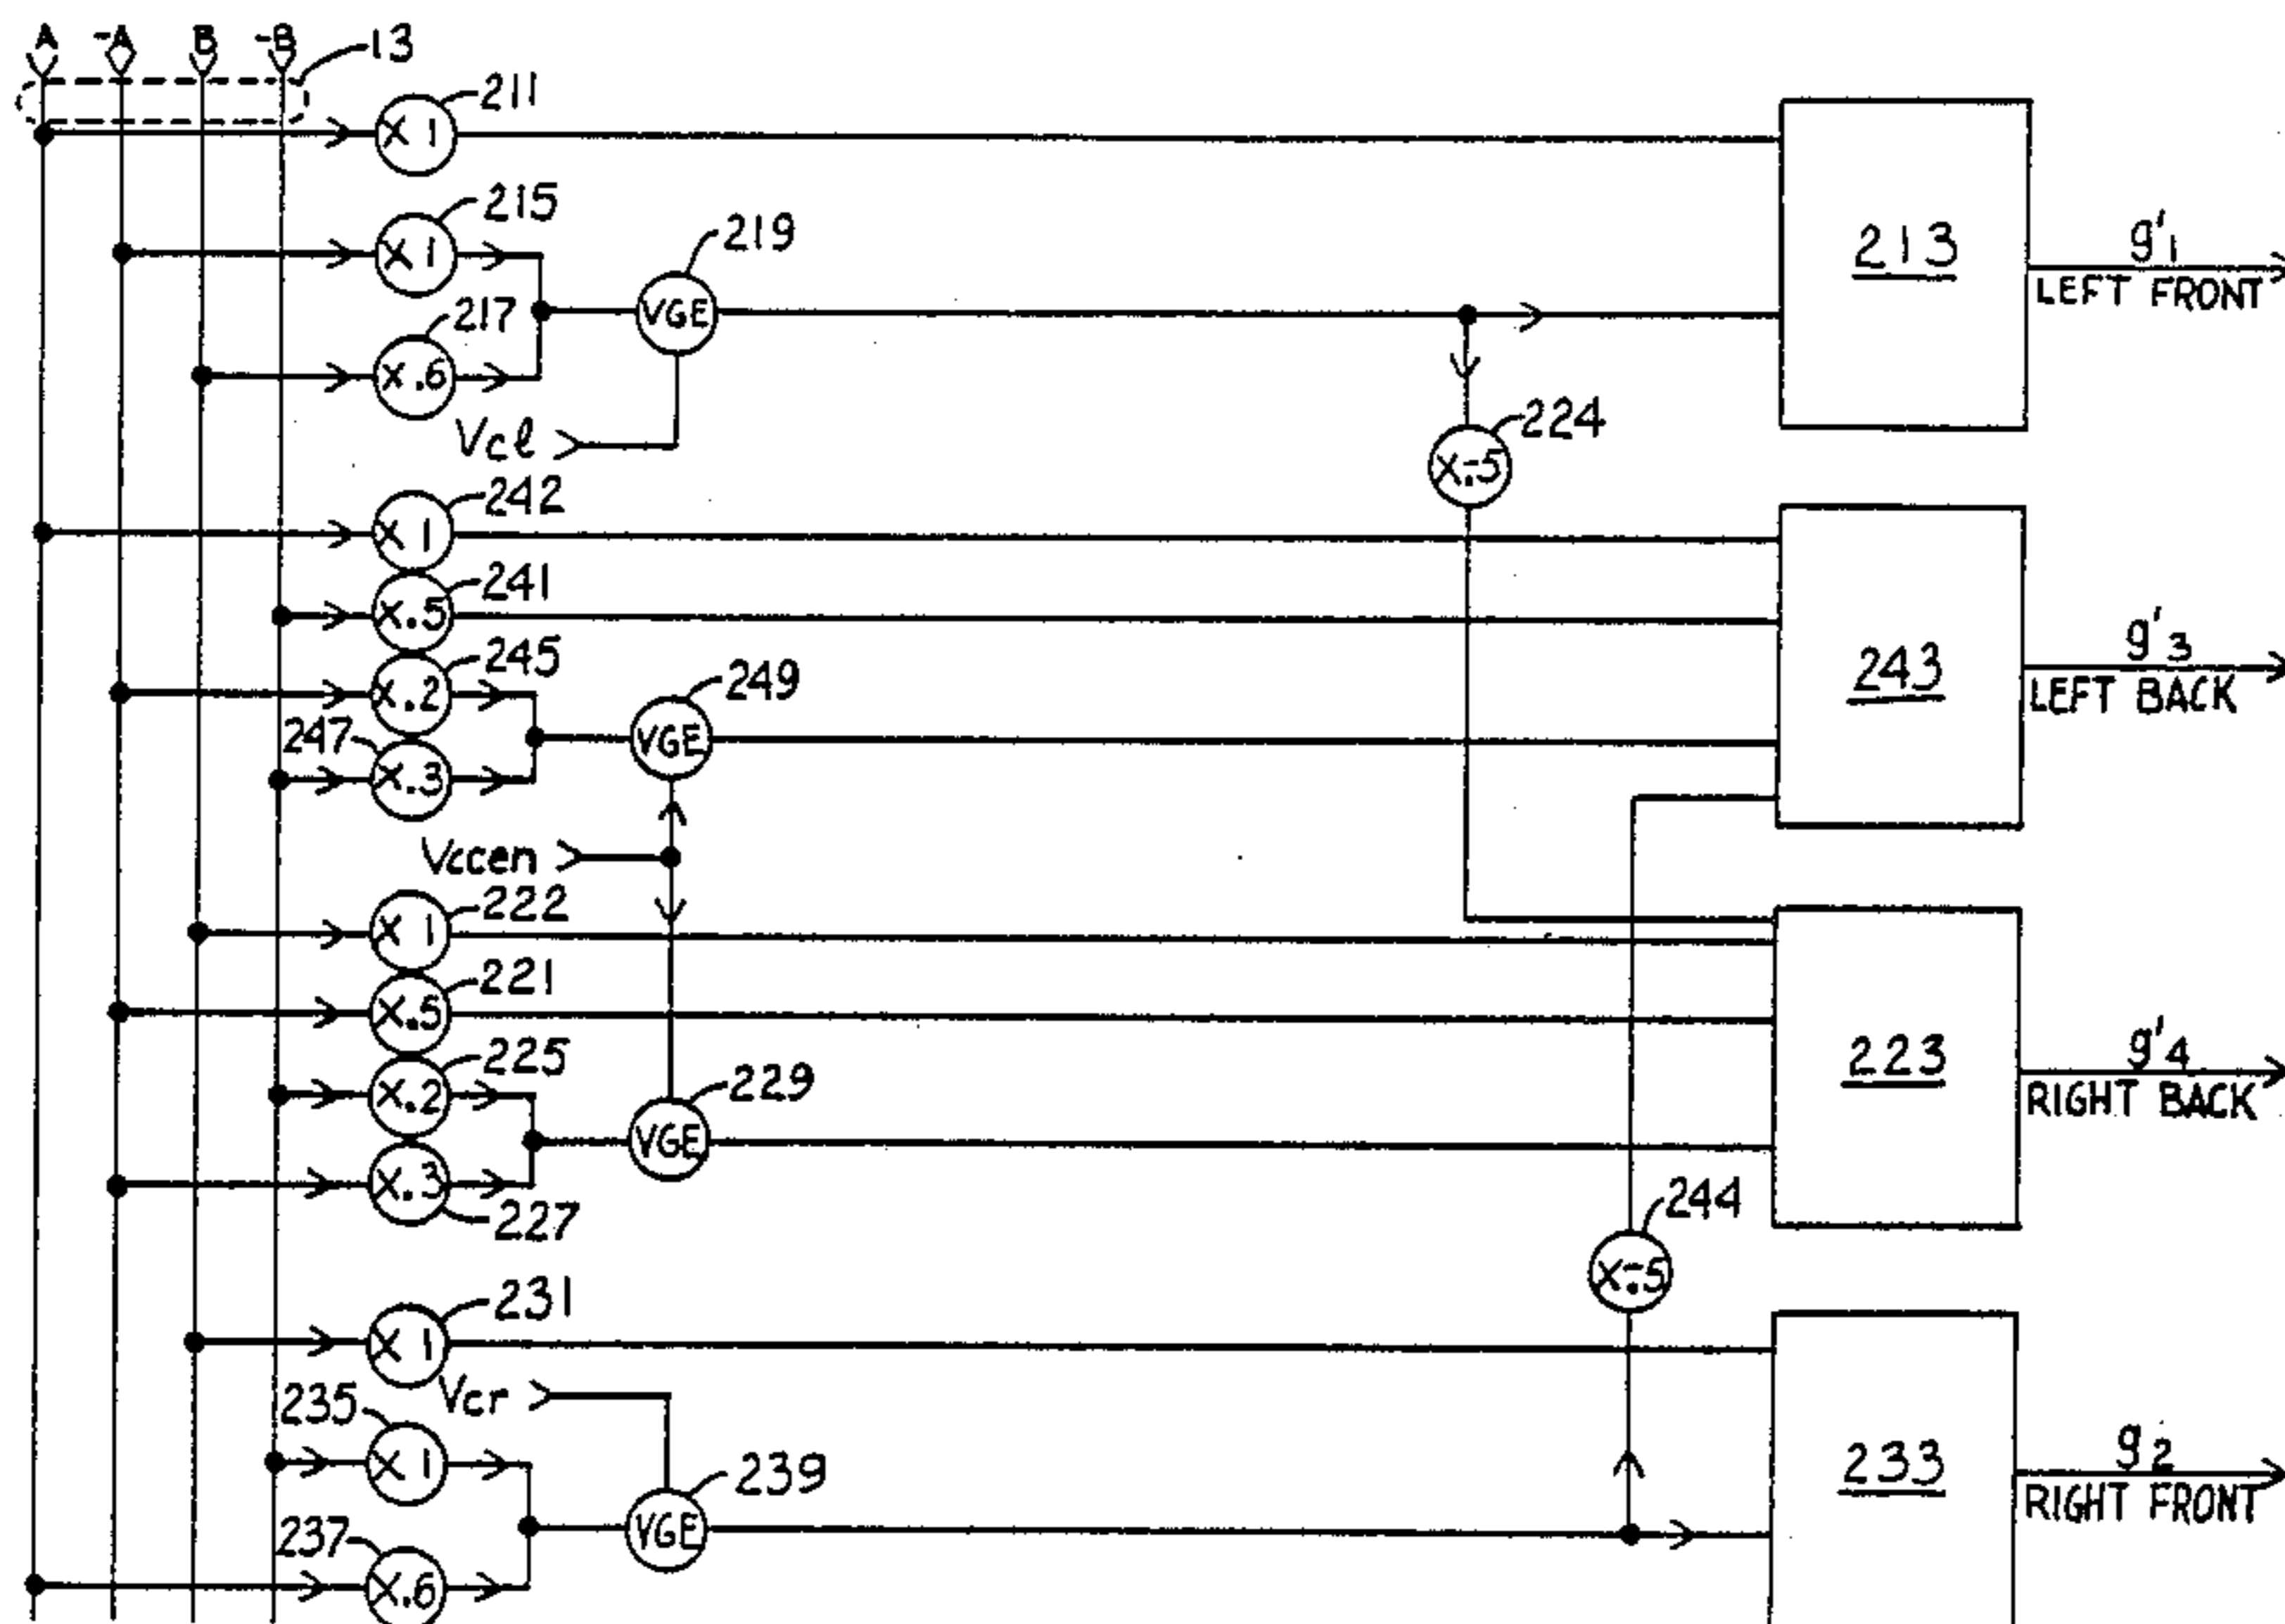 A -A B -B 13
X 1 211
X 1 215
X.6 217
VGE 219
Vcl
213
g'1
LEFT FRONT
X-.5 224
X 1 242
X.5 241
X.2 245
X.3 247
VGE 249
243
g'3
LEFT BACK
Vccen
X 1 222
X.5 221
X.2 225
X.3 227
VGE 229
223
g'4
RIGHT BACK
X-.5 244
X 1 231
Vcr
X 1 235
X.6 237
VGE 239
233
g2
RIGHT FRONT